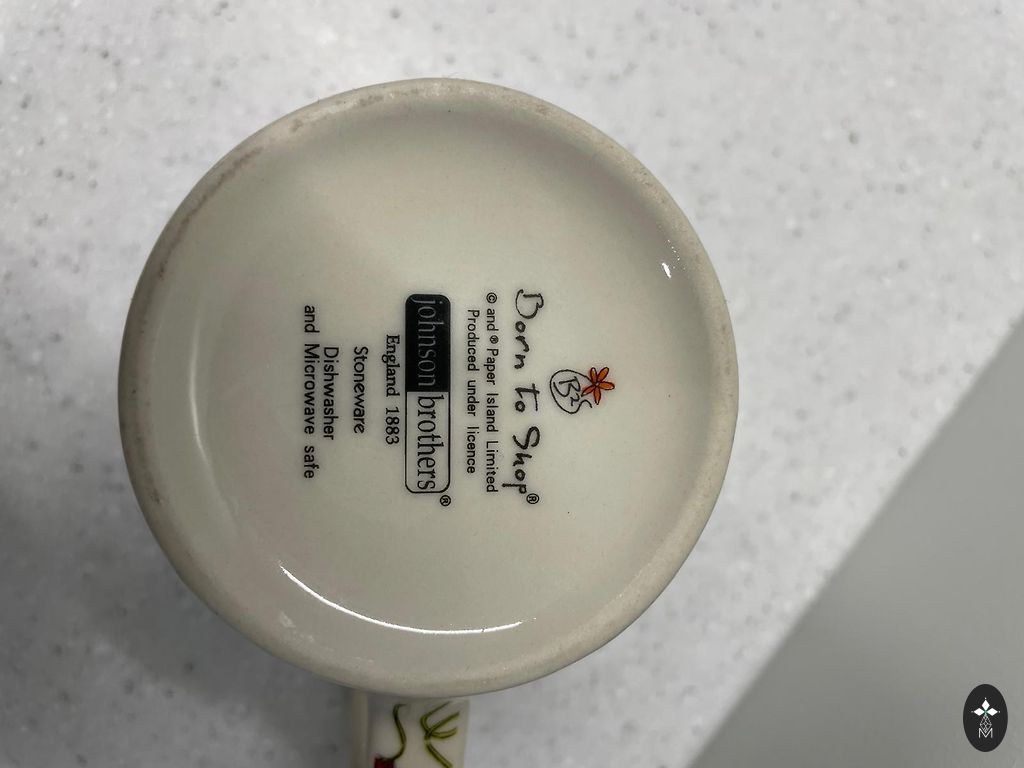 B2S
Born to Shop®
© and ® Paper Island Limited
Produced under licence
johnson brothers®
England 1883
Stoneware
Dishwasher
and Microwave safe
M